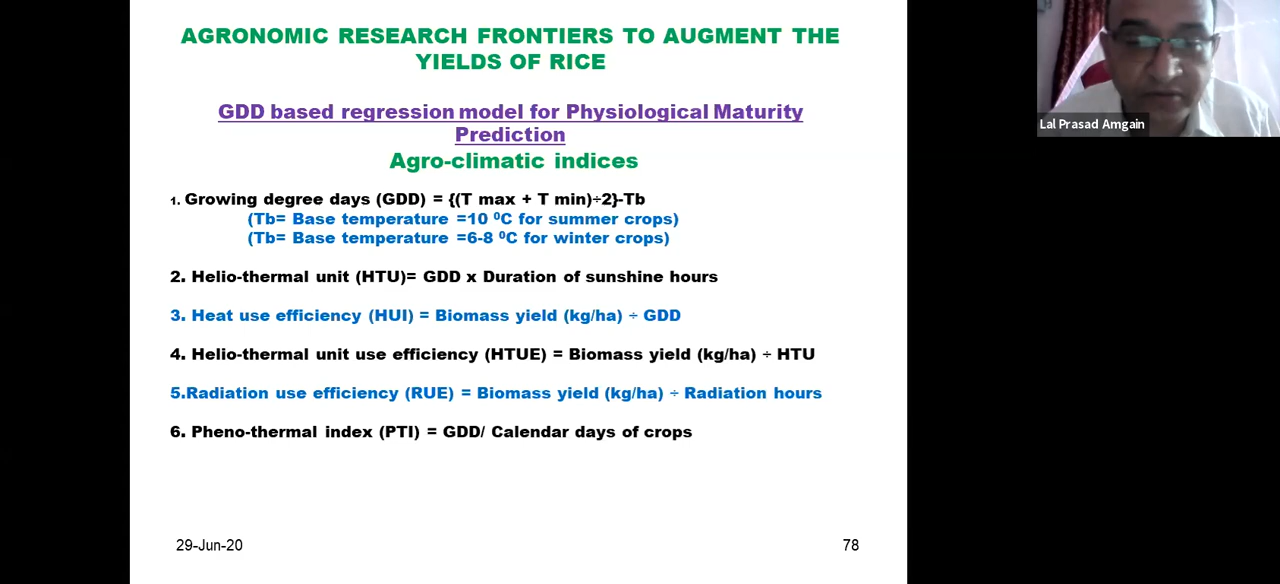 AGRONOMIC RESEARCH FRONTIERS TO AUGMENT THE
YIELDS OF RICE
GDD based regression model for Physiological Maturity
Prediction
Agro-climatic indices
1. Growing degree days (GDD) = {(T max + T min)÷2}-Tb
(Tb= Base temperature =10 ⁰C for summer crops)
(Tb= Base temperature =6-8 ⁰C for winter crops)
2. Helio-thermal unit (HTU)= GDD x Duration of sunshine hours
3. Heat use efficiency (HUI) = Biomass yield (kg/ha) ÷ GDD
4. Helio-thermal unit use efficiency (HTUE) = Biomass yield (kg/ha) ÷ HTU
5.Radiation use efficiency (RUE) = Biomass yield (kg/ha) ÷ Radiation hours
6. Pheno-thermal index (PTI) = GDD/ Calendar days of crops
29-Jun-20
78
Lal Prasad Amgain